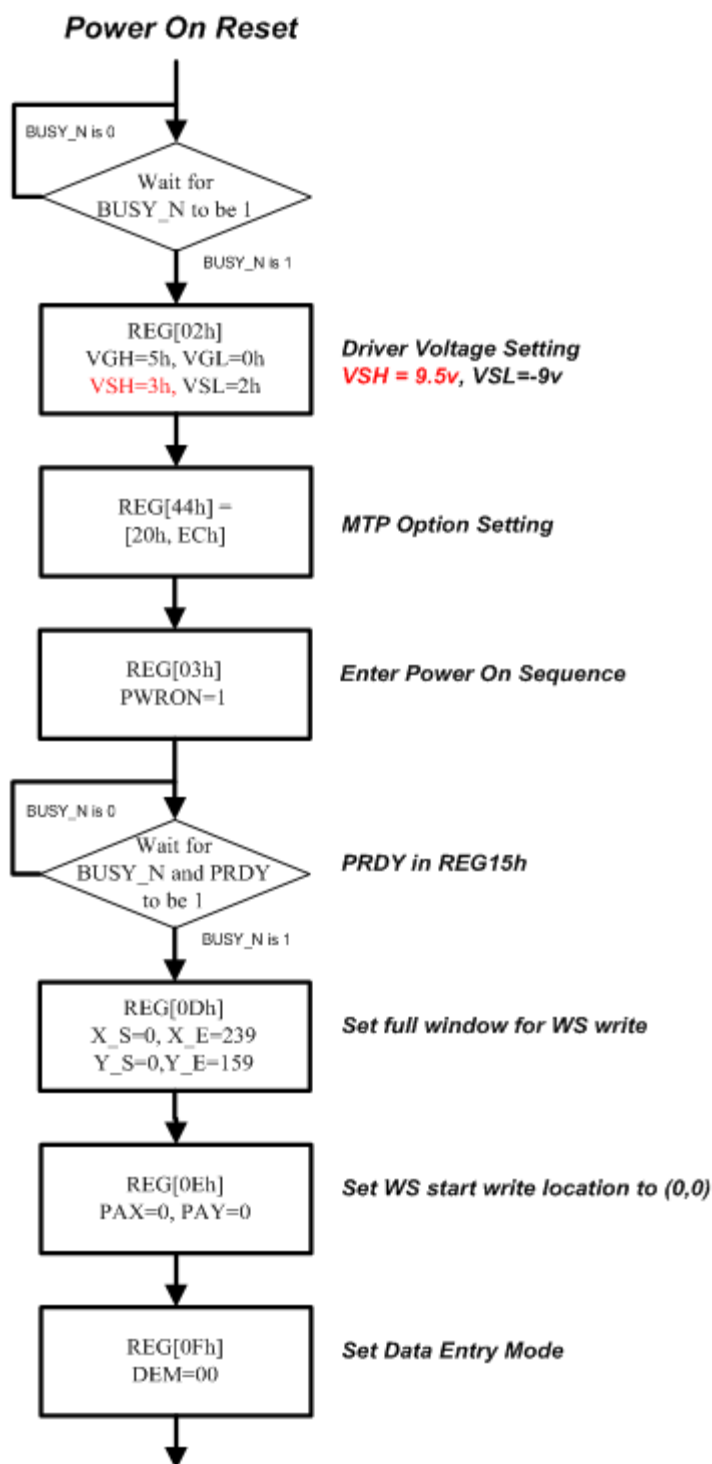 Power On Reset
BUSY_N is 0
Wait for
BUSY_N to be 1
BUSY_N is 1
REG[02h]
VGH=5h, VGL=0h
VSH=3h, VSL=2h
Driver Voltage Setting
VSH = 9.5v, VSL=-9v
REG[44h] =
[20h, ECh]
MTP Option Setting
REG[03h]
PWRON=1
Enter Power On Sequence
BUSY_N is 0
Wait for
BUSY_N and PRDY
to be 1
PRDY in REG15h
BUSY_N is 1
REG[0Dh]
X_S=0, X_E=239
Y_S=0,Y_E=159
Set full window for WS write
REG[0Eh]
PAX=0, PAY=0
Set WS start write location to (0,0)
REG[0Fh]
DEM=00
Set Data Entry Mode